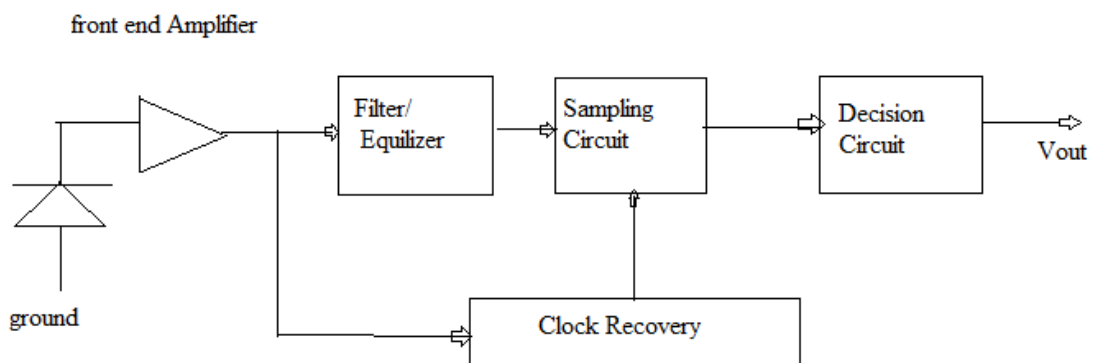 front end Amplifier
Filter/
Equilizer
Sampling
Circuit
Decision
Circuit
Vout
ground
Clock Recovery